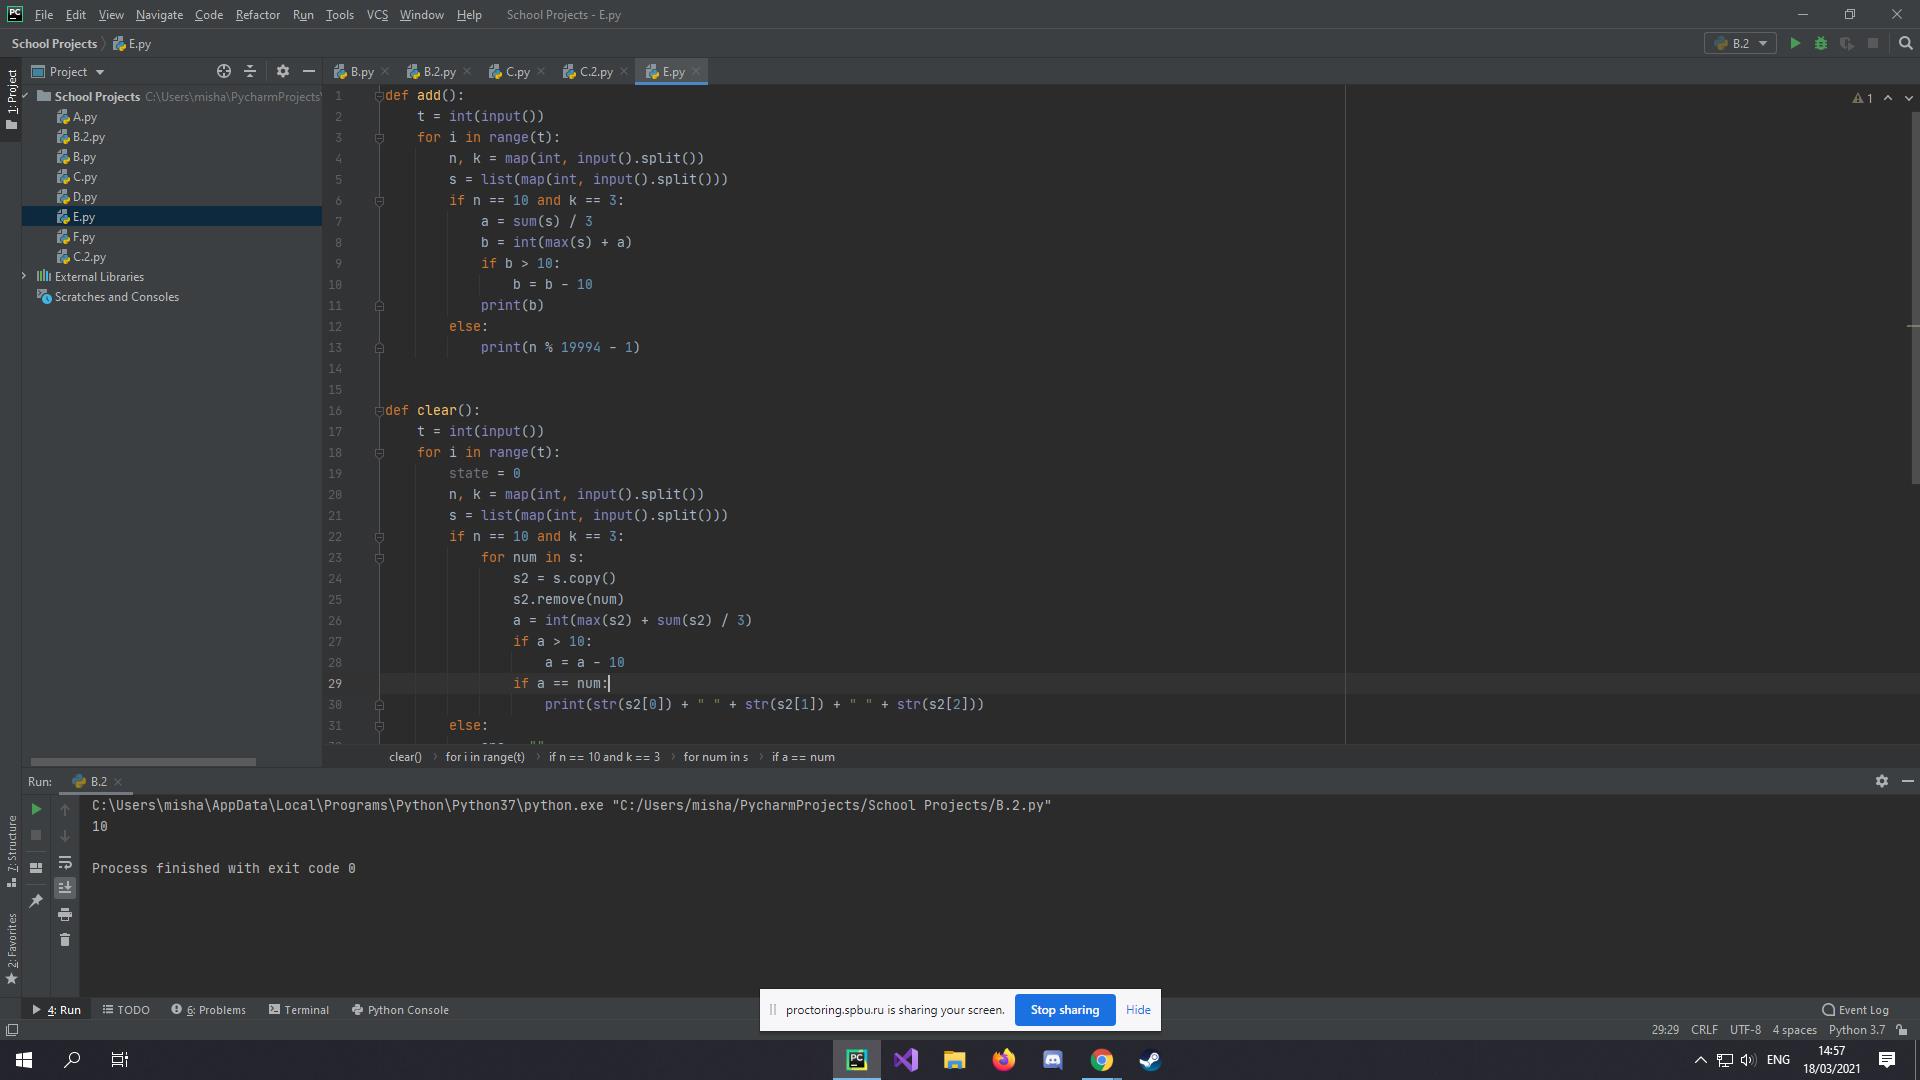 PC File Edit View Navigate Code Refactor Run Tools VCS Window Help School Projects - E.py
School Projects E.py B.2
1: Project
Project B.py B.2.py C.py C.2.py E.py
School Projects C:\Users\misha\PycharmProjects\
A.py
B.2.py
B.py
C.py
D.py
E.py
F.py
C.2.py
External Libraries
Scratches and Consoles
1
1 def add():
2 t = int(input())
3 for i in range(t):
4 n, k = map(int, input().split())
5 s = list(map(int, input().split()))
6 if n == 10 and k == 3:
7 a = sum(s) / 3
8 b = int(max(s) + a)
9 if b > 10:
10 b = b - 10
11 print(b)
12 else:
13 print(n % 19994 - 1)
14
15
16 def clear():
17 t = int(input())
18 for i in range(t):
19 state = 0
20 n, k = map(int, input().split())
21 s = list(map(int, input().split()))
22 if n == 10 and k == 3:
23 for num in s:
24 s2 = s.copy()
25 s2.remove(num)
26 a = int(max(s2) + sum(s2) / 3)
27 if a > 10:
28 a = a - 10
29 if a == num:
30 print(str(s2[0]) + " " + str(s2[1]) + " " + str(s2[2]))
31 else:
clear() for i in range(t) if n == 10 and k == 3 for num in s if a == num
Run: B.2
C:\Users\misha\AppData\Local\Programs\Python\Python37\python.exe "C:/Users/misha/PycharmProjects/School Projects/B.2.py"
10
Process finished with exit code 0
7: Structure
2: Favorites
4: Run TODO 6: Problems Terminal Python Console
proctoring.spbu.ru is sharing your screen. Stop sharing Hide
Event Log
29:29 CRLF UTF-8 4 spaces Python 3.7
PC
ENG
14:57
18/03/2021